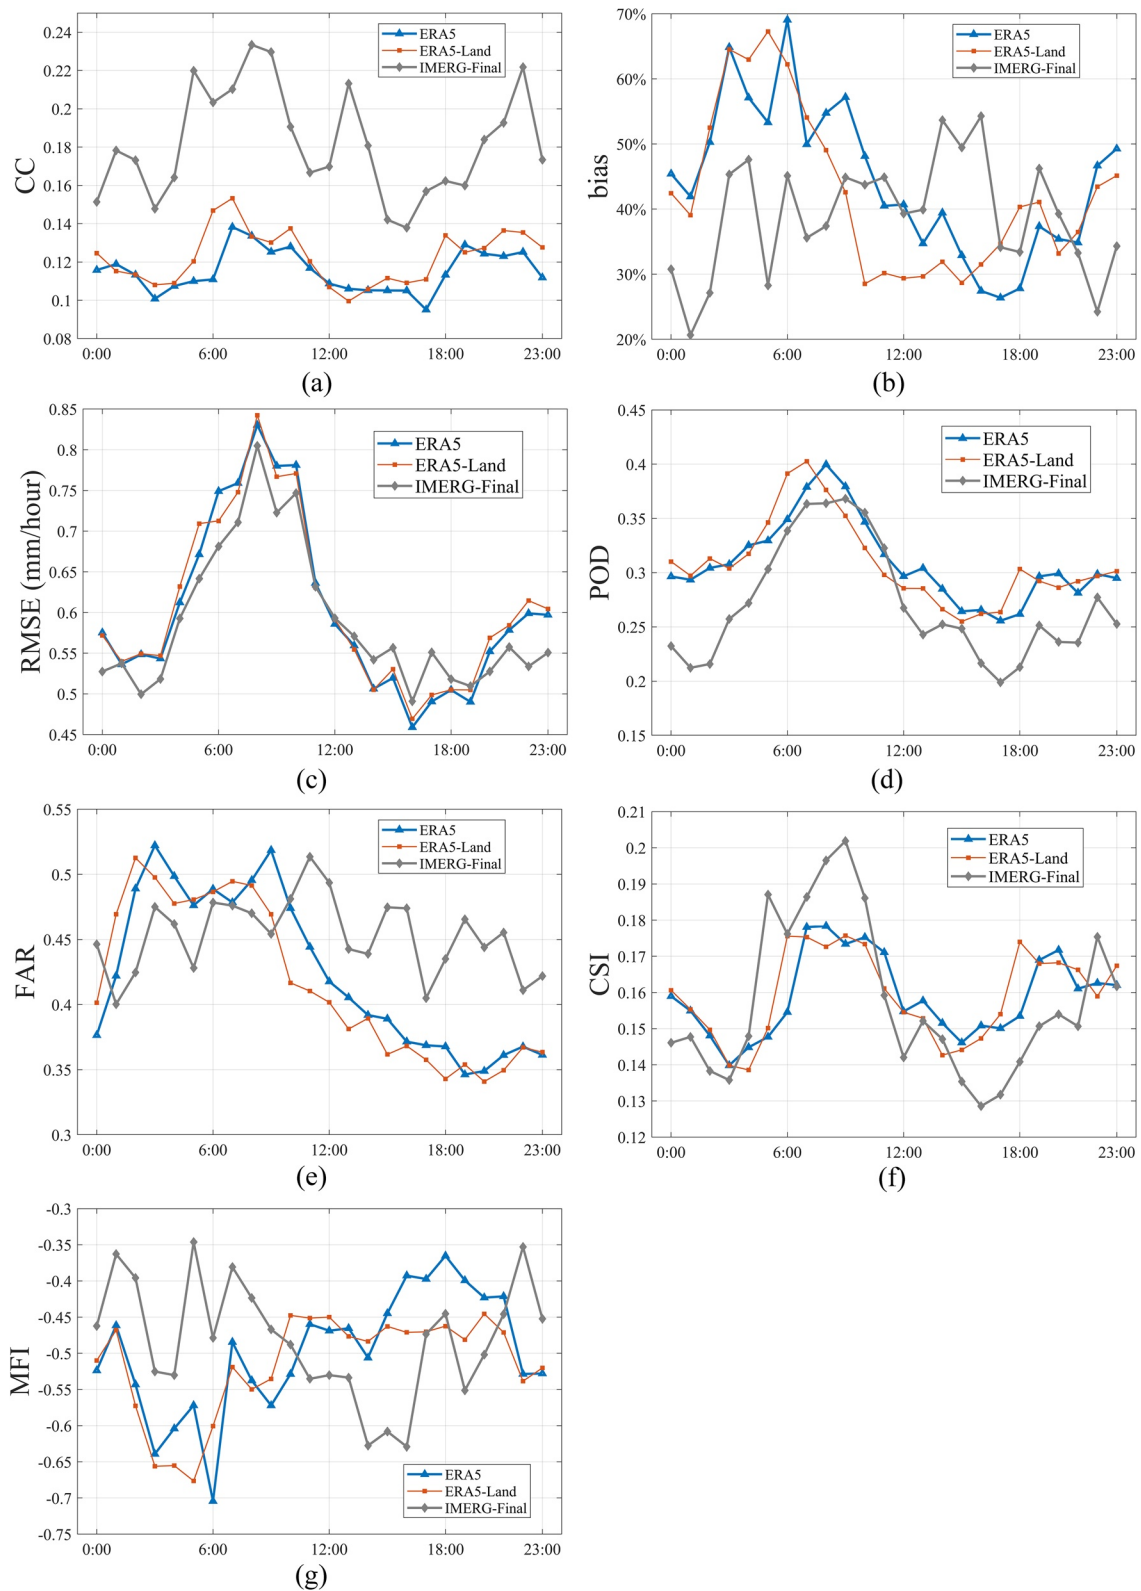 0.24
0.22
0.2
0.18
0.16
0.14
0.12
0.1
0.08
CC
ERA5
ERA5-Land
IMERG-Final
0:00 6:00 12:00 18:00 23:00
(a)
70%
60%
50%
40%
30%
20%
bias
ERA5
ERA5-Land
IMERG-Final
0:00 6:00 12:00 18:00 23:00
(b)
0.85
0.8
0.75
0.7
0.65
0.6
0.55
0.5
0.45
RMSE (mm/hour)
ERA5
ERA5-Land
IMERG-Final
0:00 6:00 12:00 18:00 23:00
(c)
0.45
0.4
0.35
0.3
0.25
0.2
0.15
POD
ERA5
ERA5-Land
IMERG-Final
0:00 6:00 12:00 18:00 23:00
(d)
0.55
0.5
0.45
0.4
0.35
0.3
FAR
ERA5
ERA5-Land
IMERG-Final
0:00 6:00 12:00 18:00 23:00
(e)
0.21
0.2
0.19
0.18
0.17
0.16
0.15
0.14
0.13
0.12
CSI
ERA5
ERA5-Land
IMERG-Final
0:00 6:00 12:00 18:00 23:00
(f)
-0.3
-0.35
-0.4
-0.45
-0.5
-0.55
-0.6
-0.65
-0.7
-0.75
MFI
ERA5
ERA5-Land
IMERG-Final
0:00 6:00 12:00 18:00 23:00
(g)